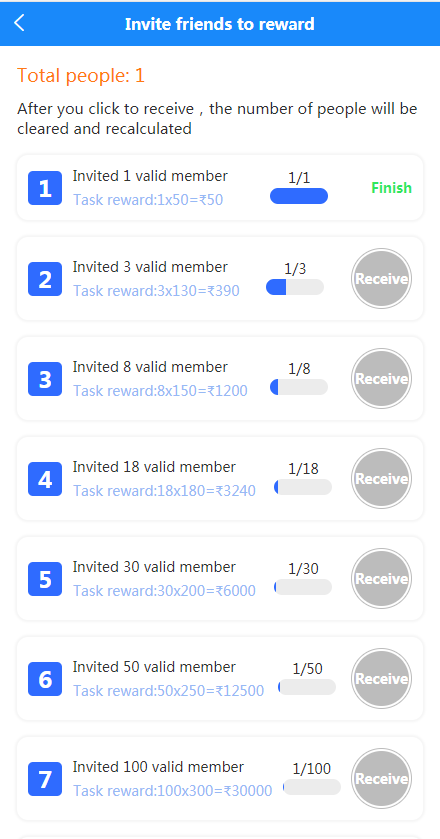 Invite friends to reward
Total people: 1
After you click to receive , the number of people will be
cleared and recalculated
1
Invited 1 valid member
Task reward:1x50=₹50
1/1
Finish
2
Invited 3 valid member
Task reward:3x130=₹390
1/3
Receive
3
Invited 8 valid member
Task reward:8x150=₹1200
1/8
Receive
4
Invited 18 valid member
Task reward:18x180=₹3240
1/18
Receive
5
Invited 30 valid member
Task reward:30x200=₹6000
1/30
Receive
6
Invited 50 valid member
Task reward:50x250=₹12500
1/50
Receive
7
Invited 100 valid member
Task reward:100x300=₹30000
1/100
Receive